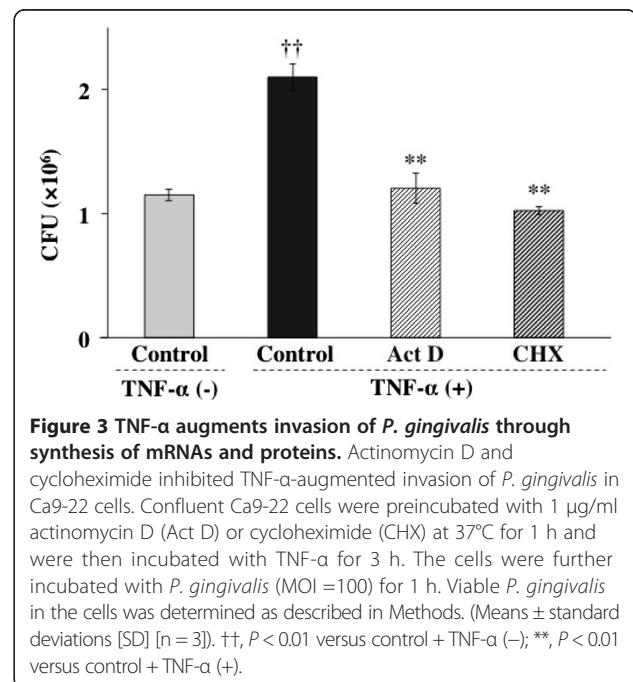 ††
2
**
**
CFU (×10⁶)
1
0
Control Control Act D CHX
TNF-α (-) TNF-α (+)
Figure 3 TNF-α augments invasion of P. gingivalis through
synthesis of mRNAs and proteins. Actinomycin D and
cycloheximide inhibited TNF-α-augmented invasion of P. gingivalis in
Ca9-22 cells. Confluent Ca9-22 cells were preincubated with 1 μg/ml
actinomycin D (Act D) or cycloheximide (CHX) at 37°C for 1 h and
were then incubated with TNF-α for 3 h. The cells were further
incubated with P. gingivalis (MOI =100) for 1 h. Viable P. gingivalis
in the cells was determined as described in Methods. (Means ± standard
deviations [SD] [n = 3]). ††, P < 0.01 versus control + TNF-α (−); **, P < 0.01
versus control + TNF-α (+).